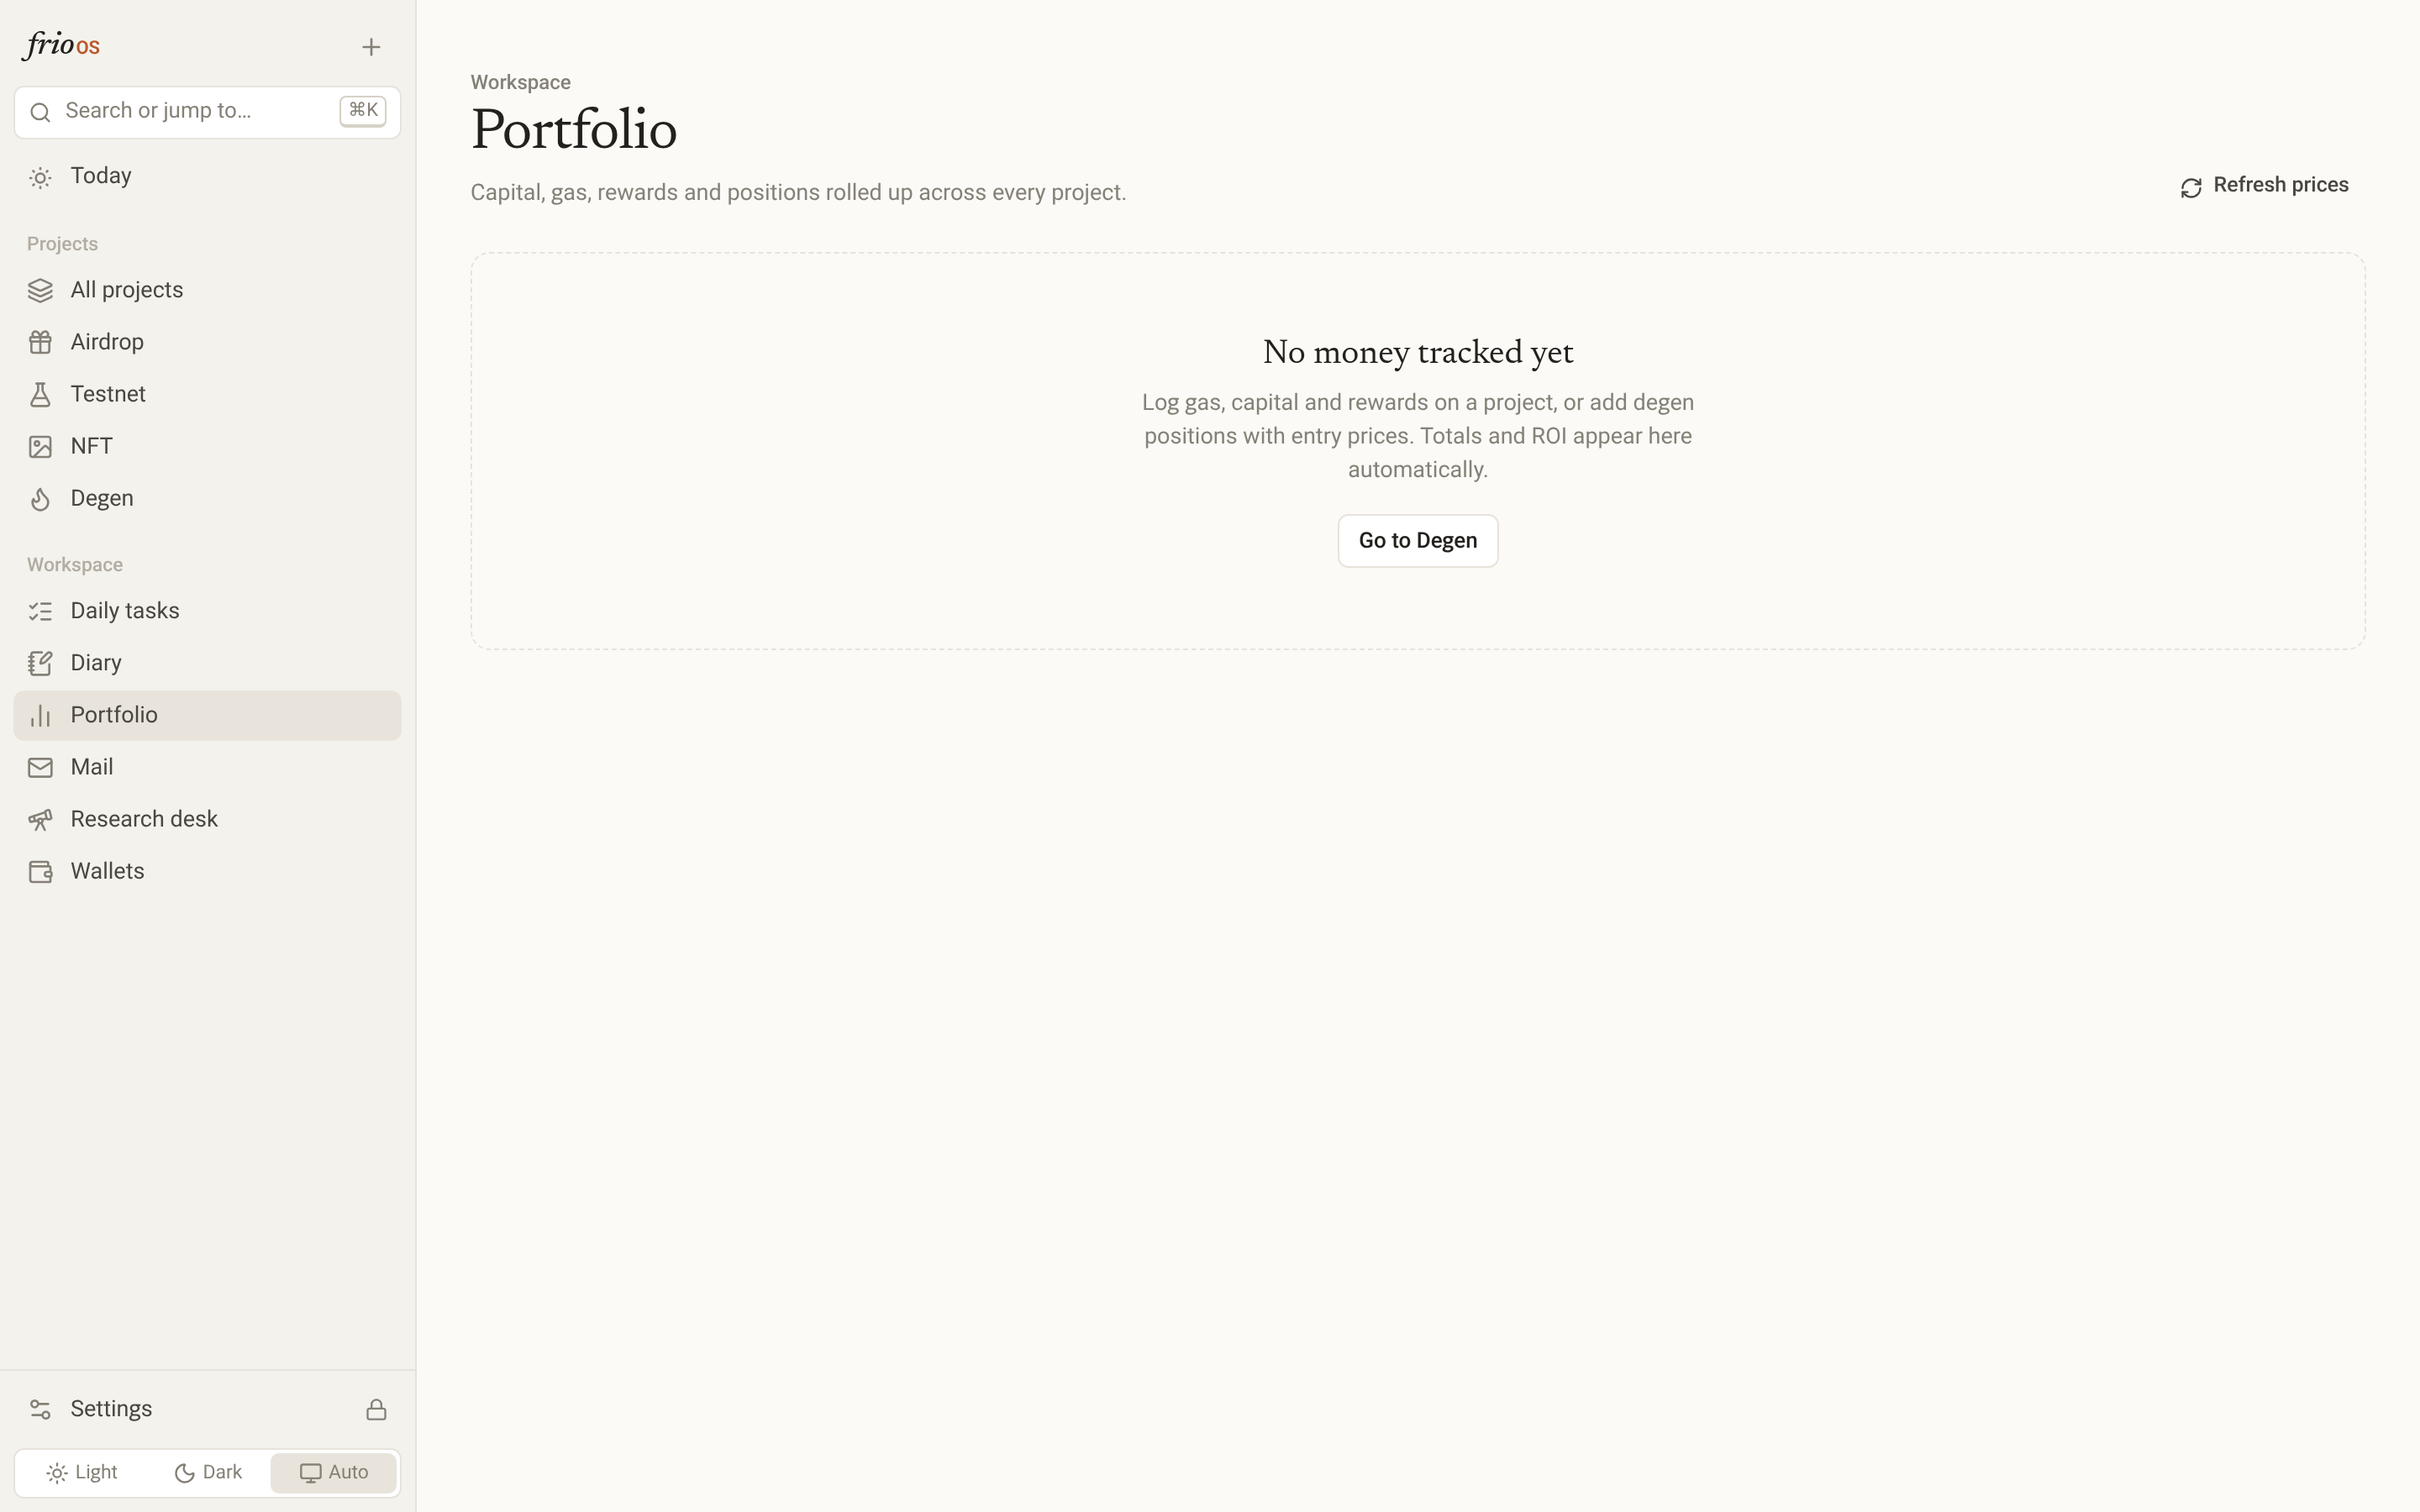 frio os
Search or jump to... ⌘K
Today
Projects
All projects
Airdrop
Testnet
NFT
Degen
Workspace
Daily tasks
Diary
Portfolio
Mail
Research desk
Wallets
Settings
Light Dark Auto
Workspace
Portfolio
Capital, gas, rewards and positions rolled up across every project.
Refresh prices
No money tracked yet
Log gas, capital and rewards on a project, or add degen
positions with entry prices. Totals and ROI appear here
automatically.
Go to Degen